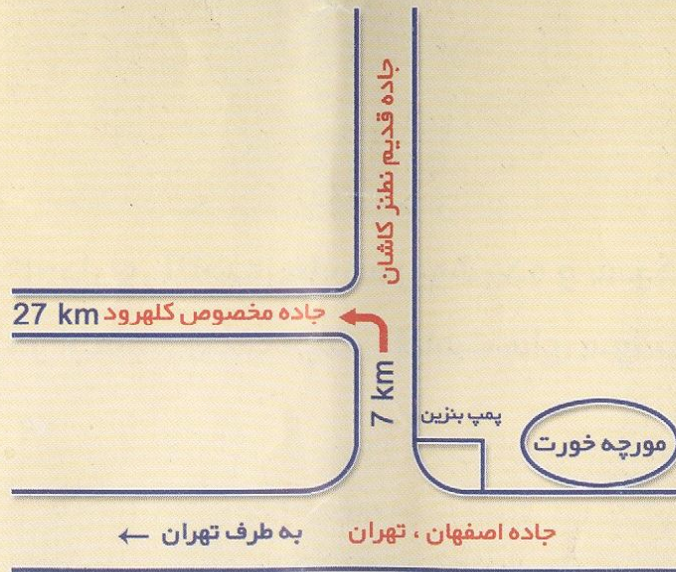 جاده قدیم نطنز کاشان
جاده مخصوص کلهرود 27 km
7 km
پمپ بنزین
مورچه خورت
جاده اصفهان ، تهران
به طرف تهران ←